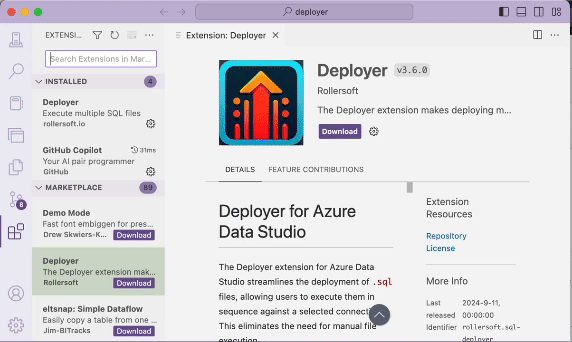 deployer
EXTENSI...
Extension: Deployer
Search Extensions in Mar...
INSTALLED 4
Deployer
Execute multiple SQL files
rollersoft.io
GitHub Copilot 31ms
Your AI pair programmer
GitHub
MARKETPLACE 89
Demo Mode
Fast font embiggen for pres...
Drew Skwiers-K... Download
Deployer
The Deployer extension mak...
Rollersoft Download
eltsnap: Simple Dataflow
Easily copy a table from one ...
Jim-BITracks Download
8
Deployer v3.6.0
Rollersoft
The Deployer extension makes deploying m...
Download
DETAILS FEATURE CONTRIBUTIONS
Deployer for Azure
Data Studio
The Deployer extension for Azure Data
Studio streamlines the deployment of .sql
files, allowing users to execute them in
sequence against a selected connecti
This eliminates the need for manual file
execution.
Extension
Resources
Repository
License
More Info
Last 2024-9-11,
released 00:00:00
Identifier rollersoft.sql-
deployer